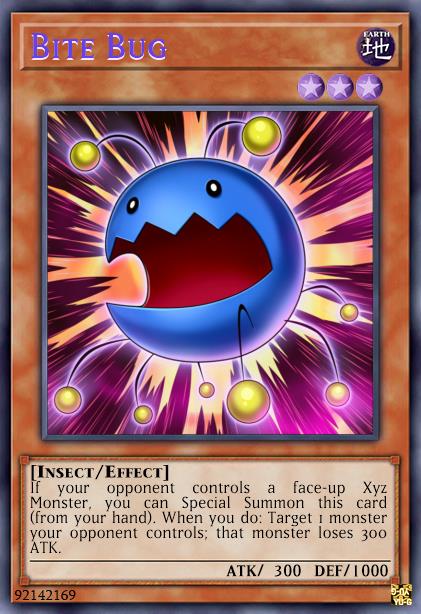 Bite Bug
EARTH
地
[Insect/Effect]
If your opponent controls a face-up Xyz
Monster, you can Special Summon this card
(from your hand). When you do: Target 1 monster
your opponent controls; that monster loses 300
ATK.
ATK/ 300 DEF/1000
92142169